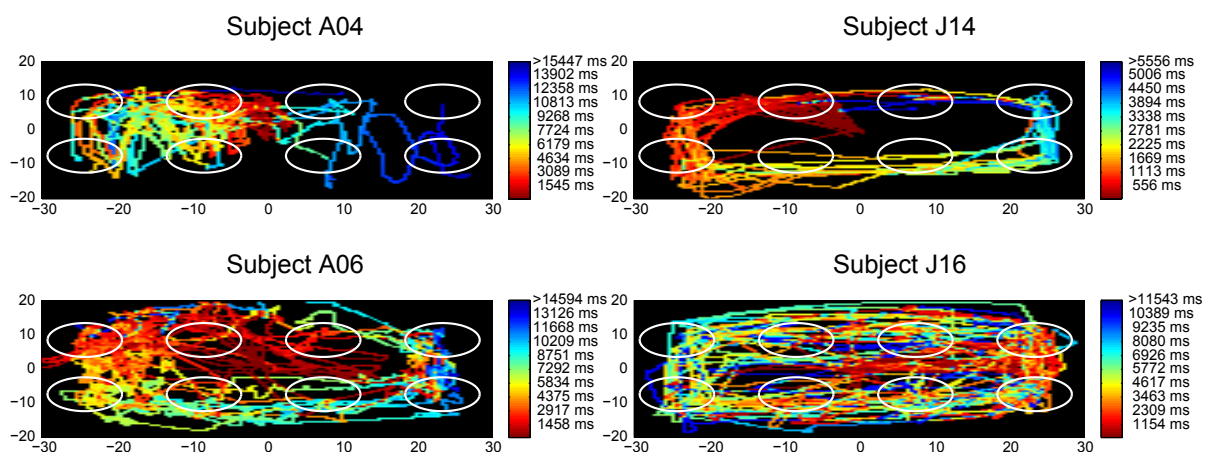 Subject A04
20
10
0
−10
−20
−30
−20
−10
0
10
20
30
>15447 ms
13902 ms
12358 ms
10813 ms
9268 ms
7724 ms
6179 ms
4634 ms
3089 ms
1545 ms
Subject J14
20
10
0
−10
−20
−30
−20
−10
0
10
20
30
>5556 ms
5006 ms
4450 ms
3894 ms
3338 ms
2781 ms
2225 ms
1669 ms
1113 ms
556 ms
Subject A06
20
10
0
−10
−20
−30
−20
−10
0
10
20
30
>14594 ms
13126 ms
11668 ms
10209 ms
8751 ms
7292 ms
5834 ms
4375 ms
2917 ms
1458 ms
Subject J16
20
10
0
−10
−20
−30
−20
−10
0
10
20
30
>11543 ms
10389 ms
9235 ms
8080 ms
6926 ms
5772 ms
4617 ms
3463 ms
2309 ms
1154 ms